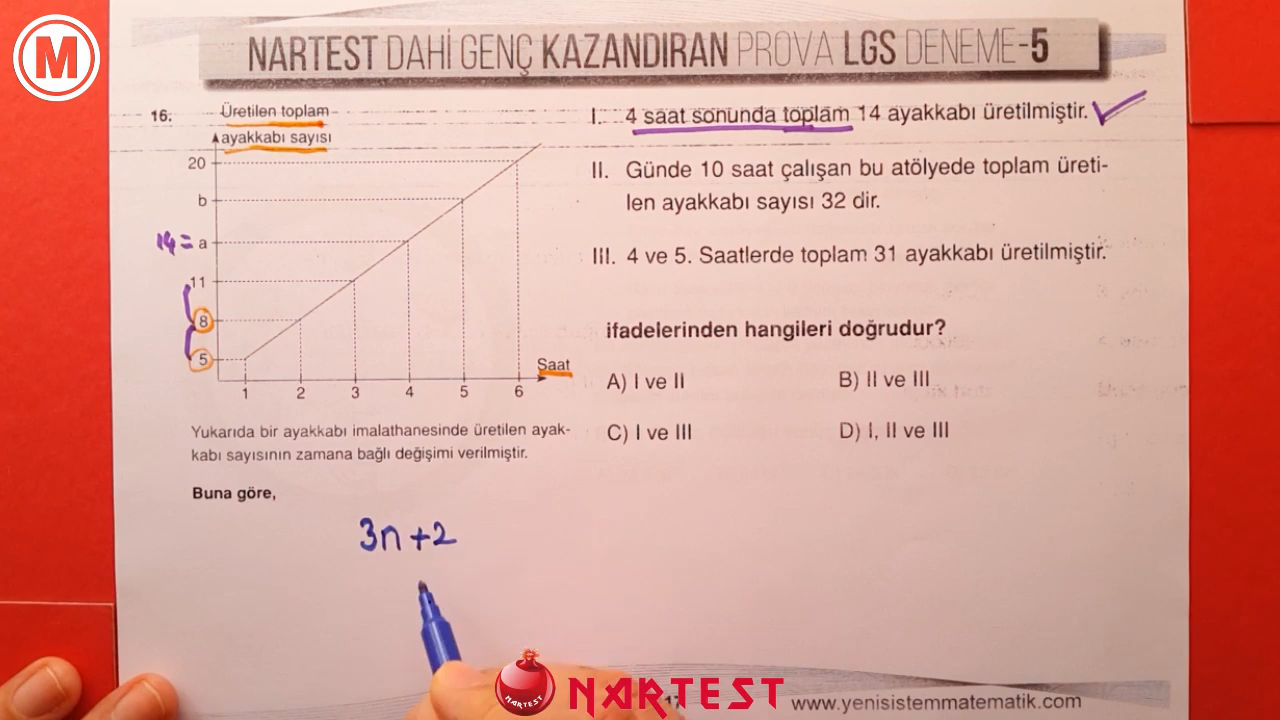 M
NARTEST DAHİ GENÇ KAZANDIRAN PROVA LGS DENEME-5
16. Üretilen toplam
ayakkabı sayısı
20
b
14 = a
11
8
5
Saat
1 2 3 4 5 6
Yukarıda bir ayakkabı imalathanesinde üretilen ayak-
kabı sayısının zamana bağlı değişimi verilmiştir.
Buna göre,
3n+2
I. 4 saat sonunda toplam 14 ayakkabı üretilmiştir.
II. Günde 10 saat çalışan bu atölyede toplam üreti-
len ayakkabı sayısı 32 dir.
III. 4 ve 5. Saatlerde toplam 31 ayakkabı üretilmiştir.
ifadelerinden hangileri doğrudur?
A) I ve II B) II ve III
C) I ve III D) I, II ve III
NARTEST
NARTEST
www.yenisistemmatematik.com